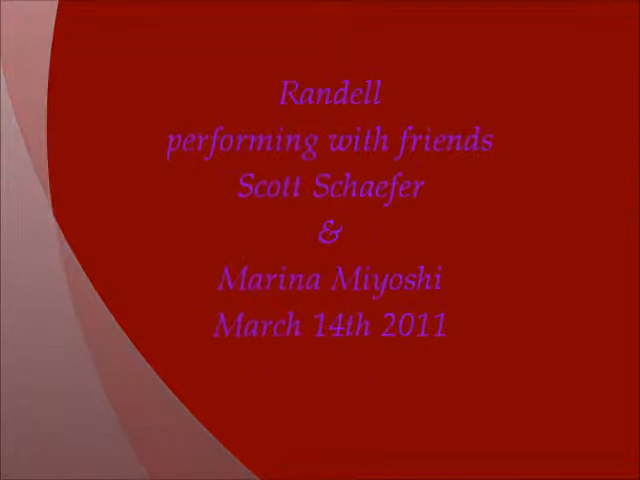 Randell
performing with friends
Scott Schaefer
&
Marina Miyoshi
March 14th 2011